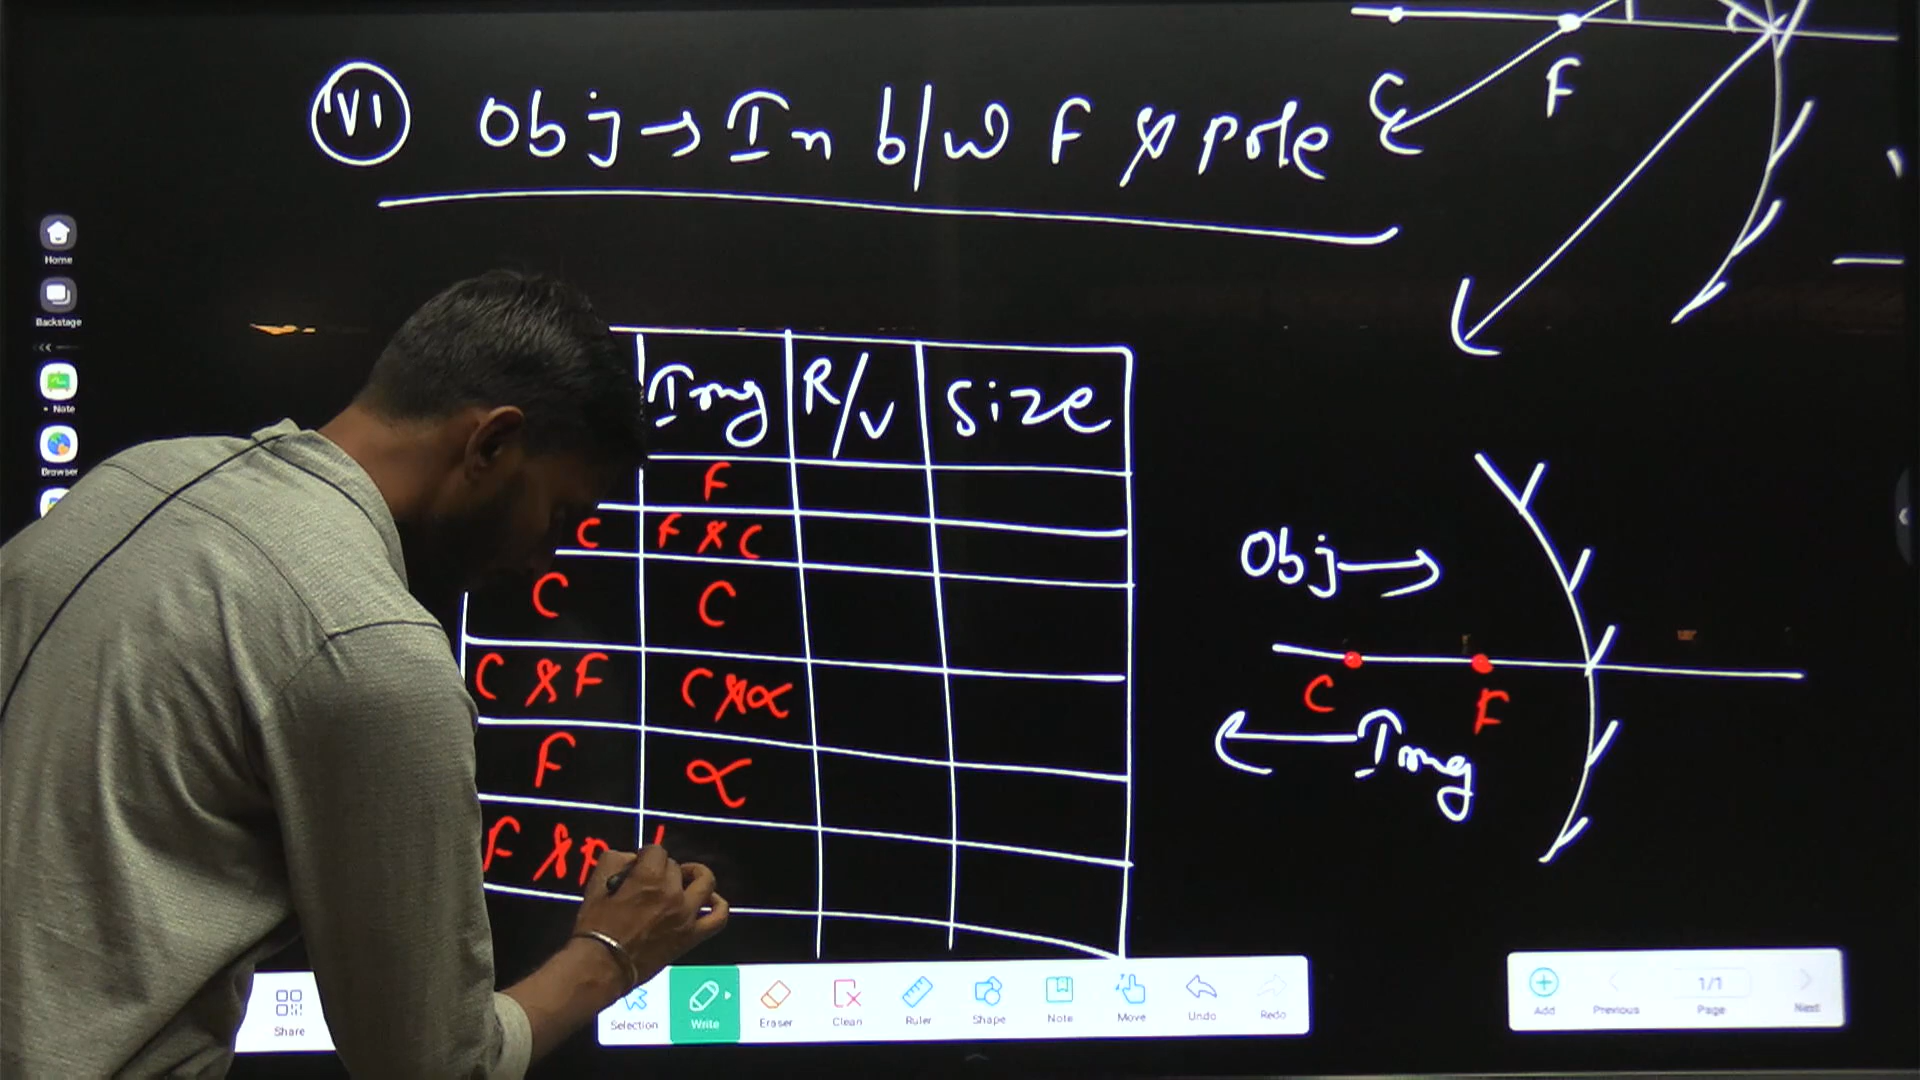 VI Obj → In b/w F & pole
C F
Img R/V Size
F
C F & C
C C
C & F C & ∝
F ∝
F & P
Obj →
C F
← Img
Home
Backstage
Note
Browser
Share
Selection Write Eraser Clean Ruler Shape Note Move Undo Redo
Add Previous 1/1 Page Next